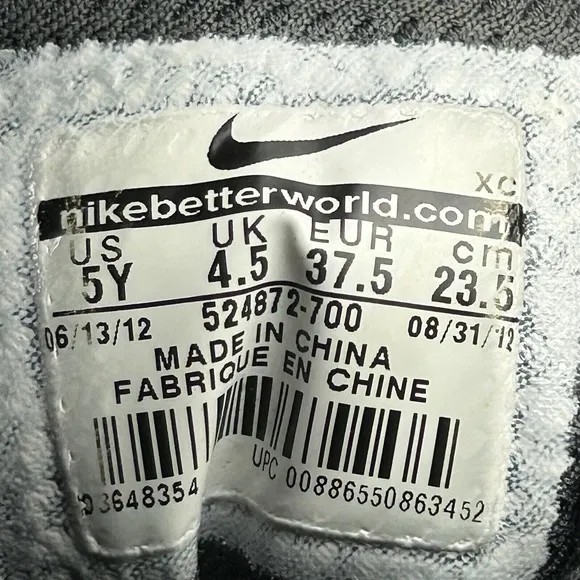 XC
nikebetterworld.com
US UK EUR cm
5Y 4.5 37.5 23.5
06/13/12 524872-700 08/31/12
MADE IN CHINA
FABRIQUE EN CHINE
03648354 UPC 00886550863452